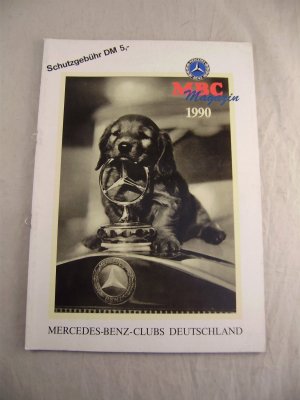 Schutzgebühr DM 5,-
MBC
Magazin
1990
MERCEDES-BENZ-CLUBS DEUTSCHLAND